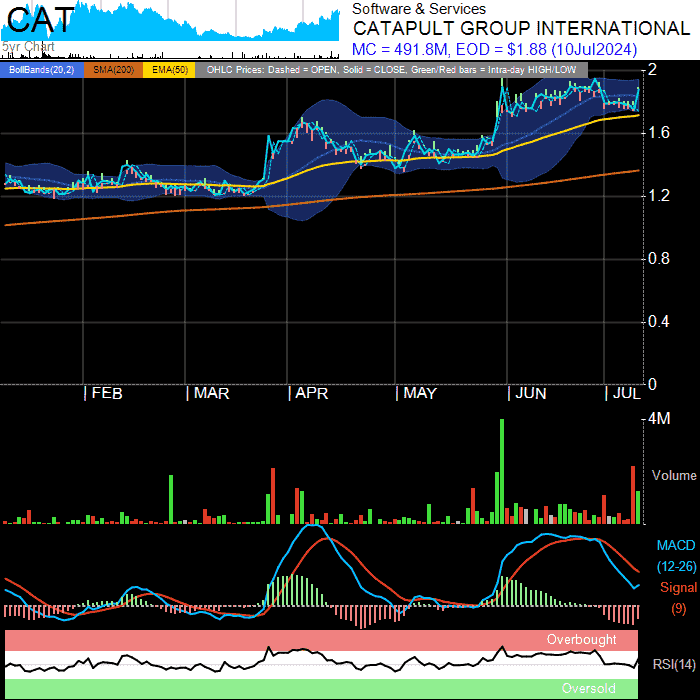 CAT
5yr Chart
Software & Services
CATAPULT GROUP INTERNATIONAL
MC = 491.8M, EOD = $1.88 (10Jul2024)
BollBands(20,2) SMA(200) EMA(50) OHLC Prices: Dashed = OPEN, Solid = CLOSE, Green/Red bars = Intra-day HIGH/LOW
2
1.6
1.2
0.8
0.4
0
FEB MAR APR MAY JUN JUL
4M
Volume
MACD
(12-26)
Signal
(9)
Overbought
RSI(14)
Oversold